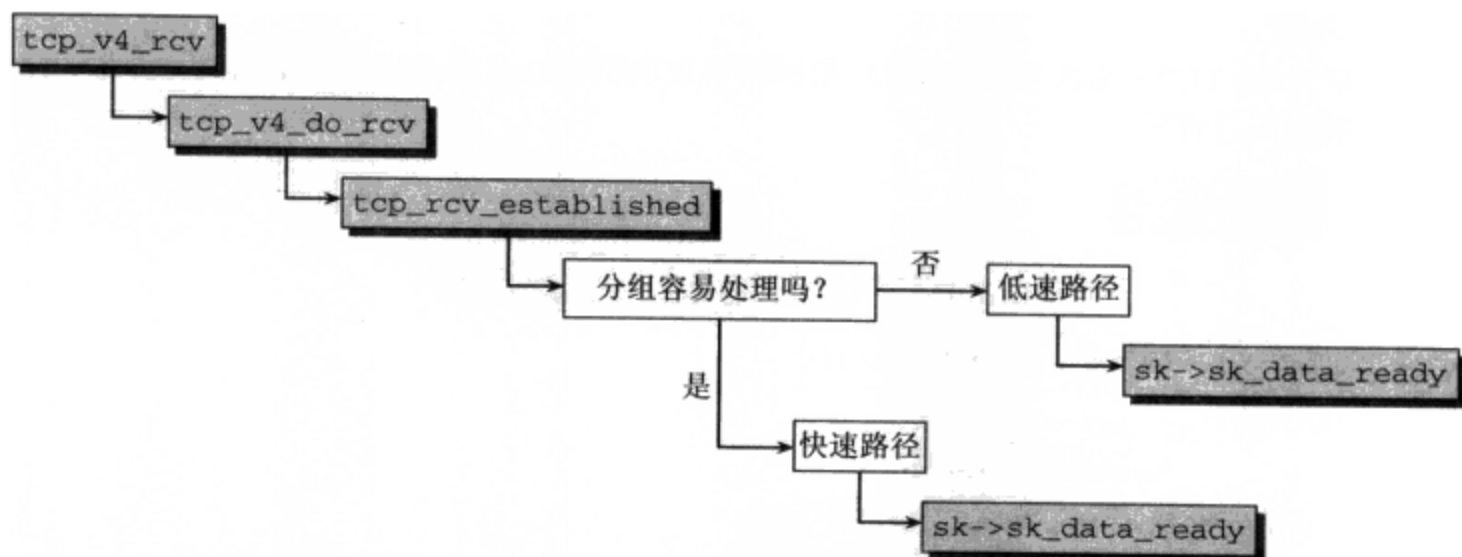 tcp_v4_rcv
tcp_v4_do_rcv
tcp_rcv_established
分组容易处理吗?
否
低速路径
sk->sk_data_ready
是
快速路径
sk->sk_data_ready